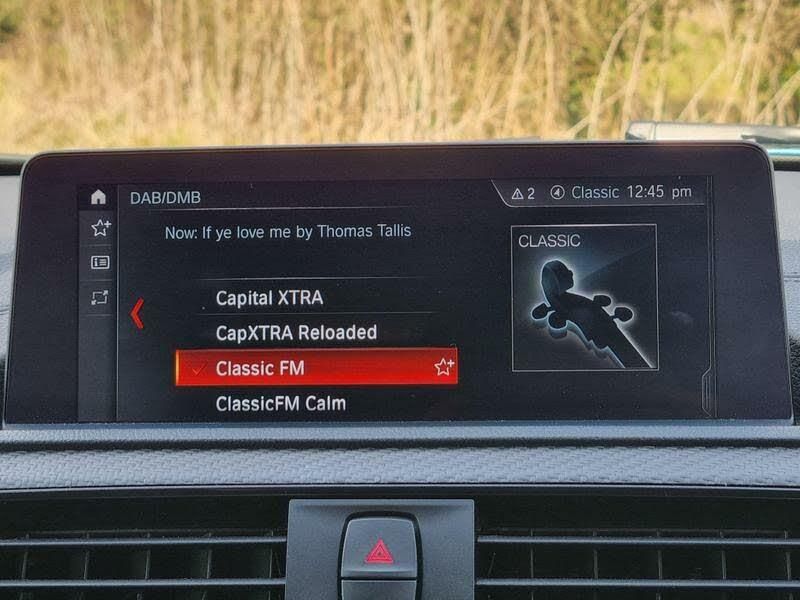 DAB/DMB
2 Classic 12:45 pm
Now: If ye love me by Thomas Tallis
CLASSIC
Capital XTRA
CapXTRA Reloaded
Classic FM
ClassicFM Calm